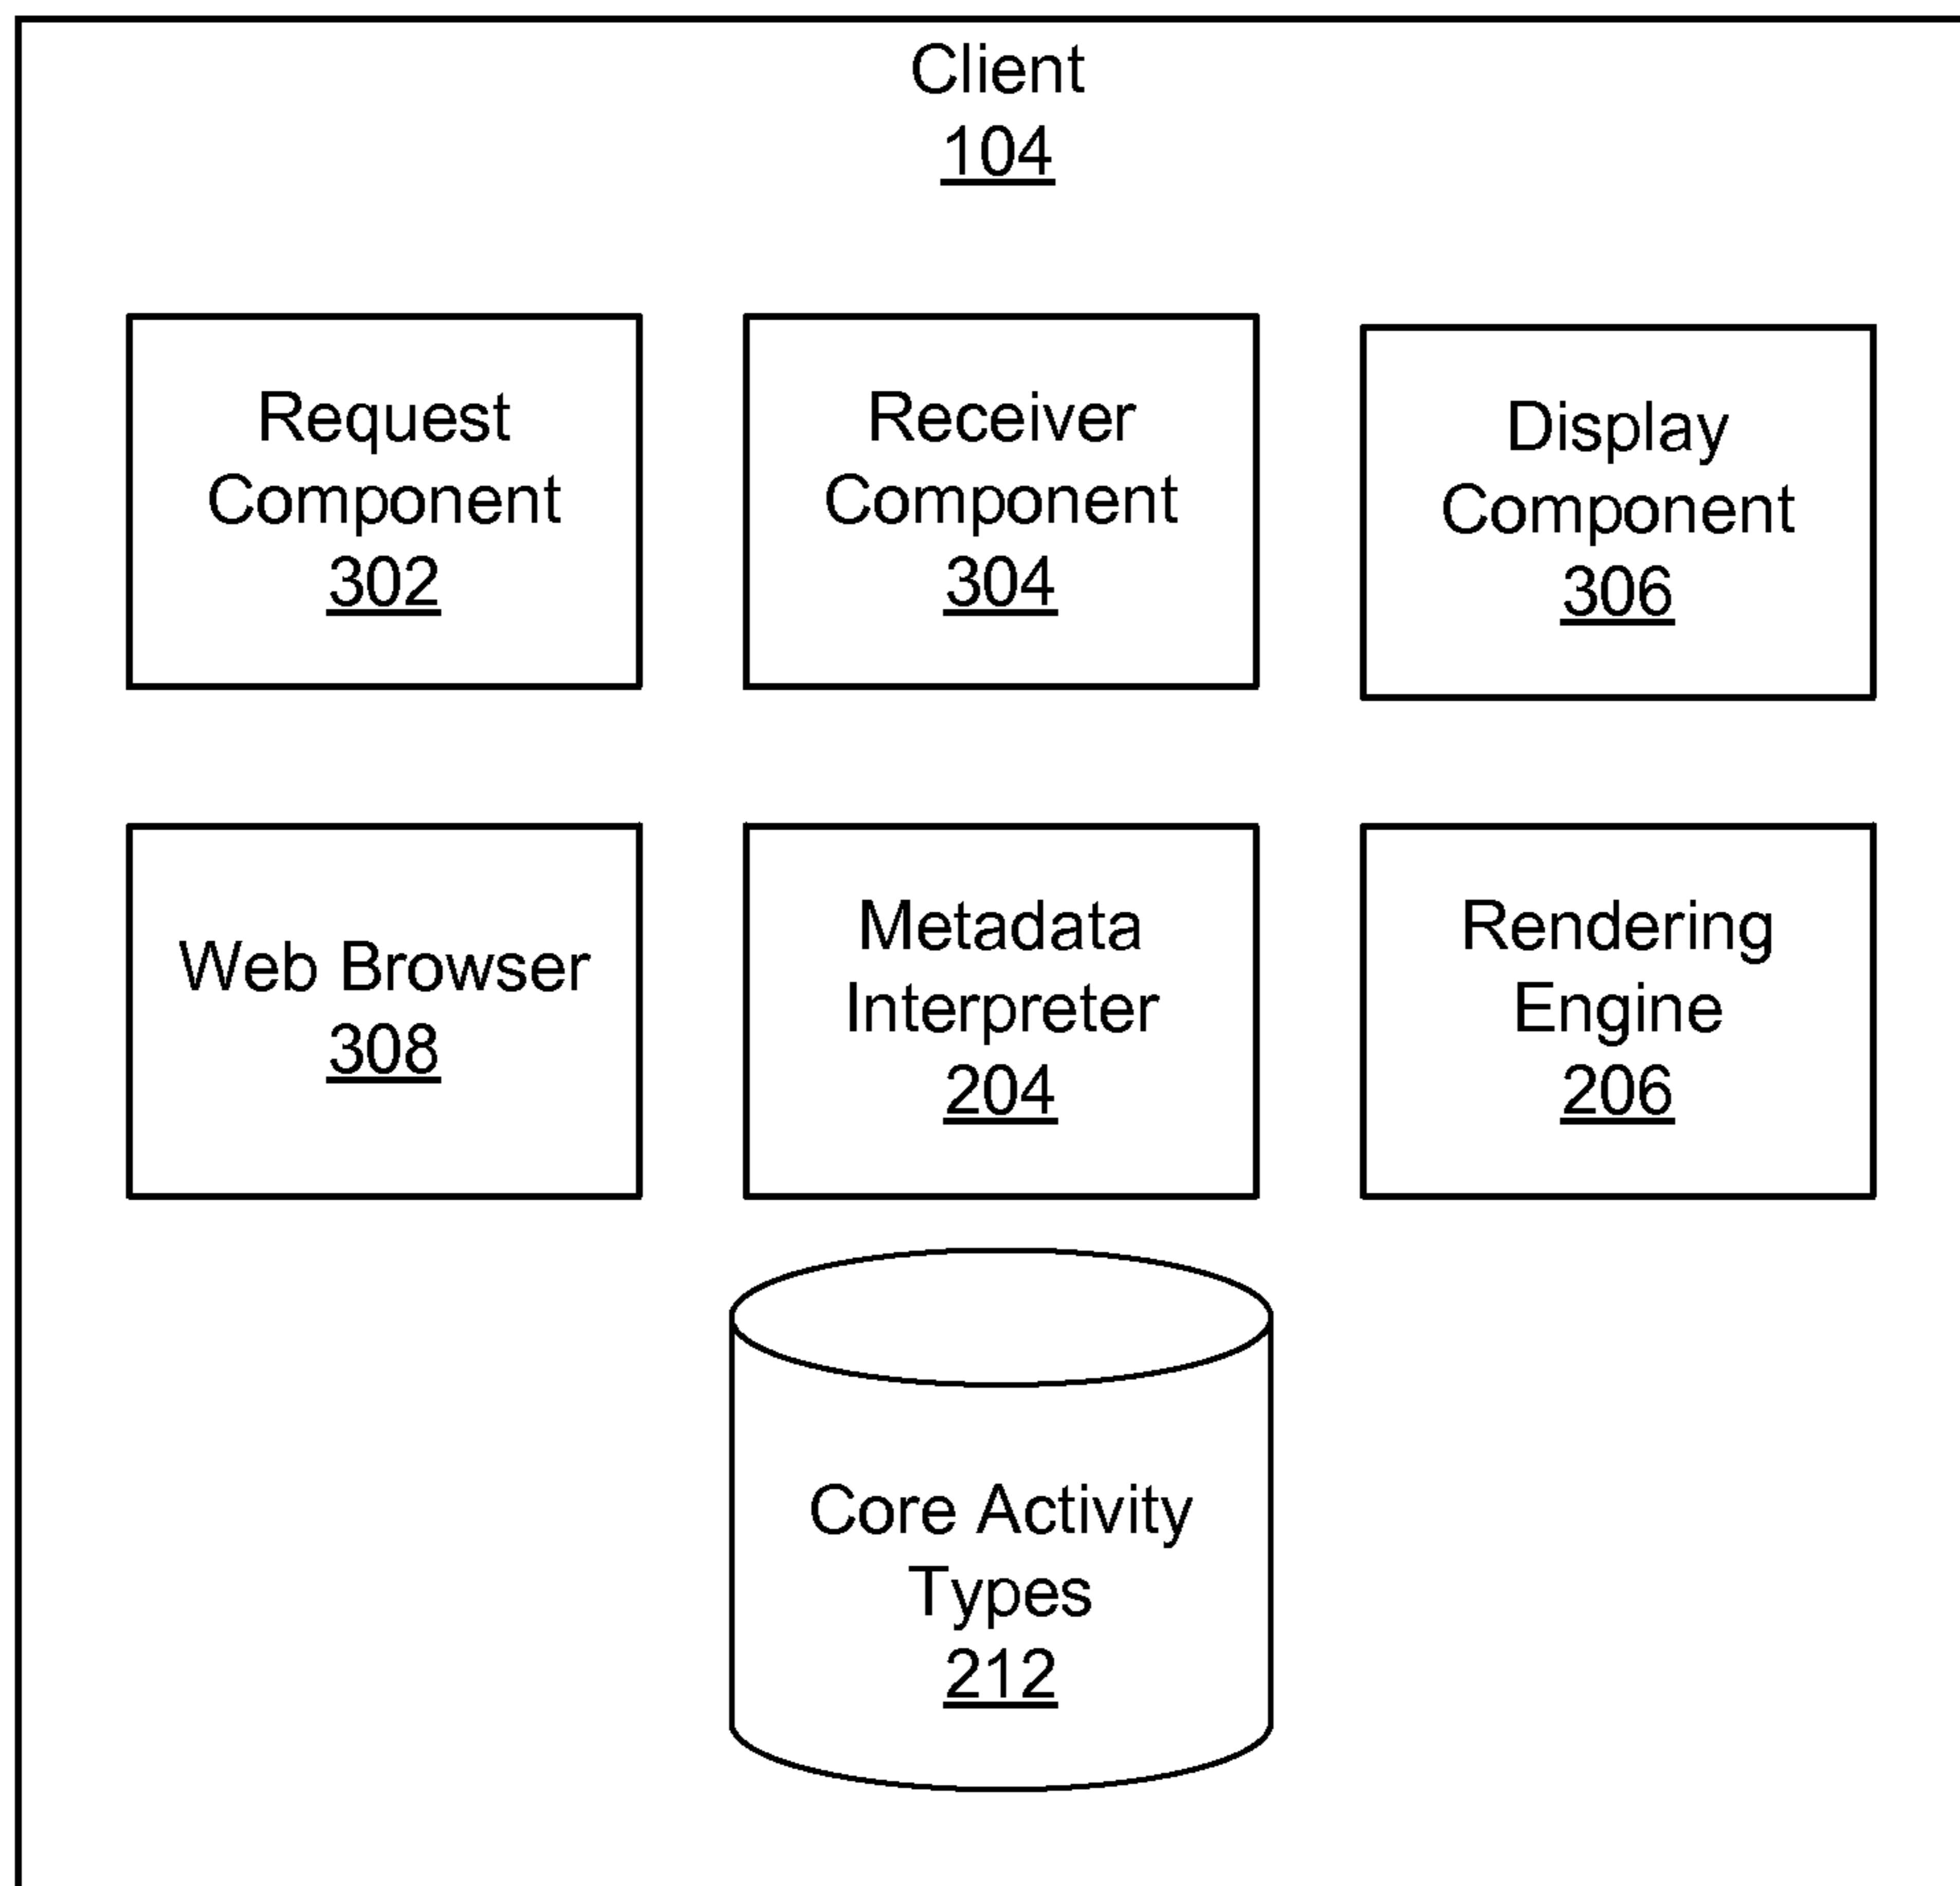 Client
104
Request
Component
302
Receiver
Component
304
Display
Component
306
Web Browser
308
Metadata
Interpreter
204
Rendering
Engine
206
Core Activity
Types
212